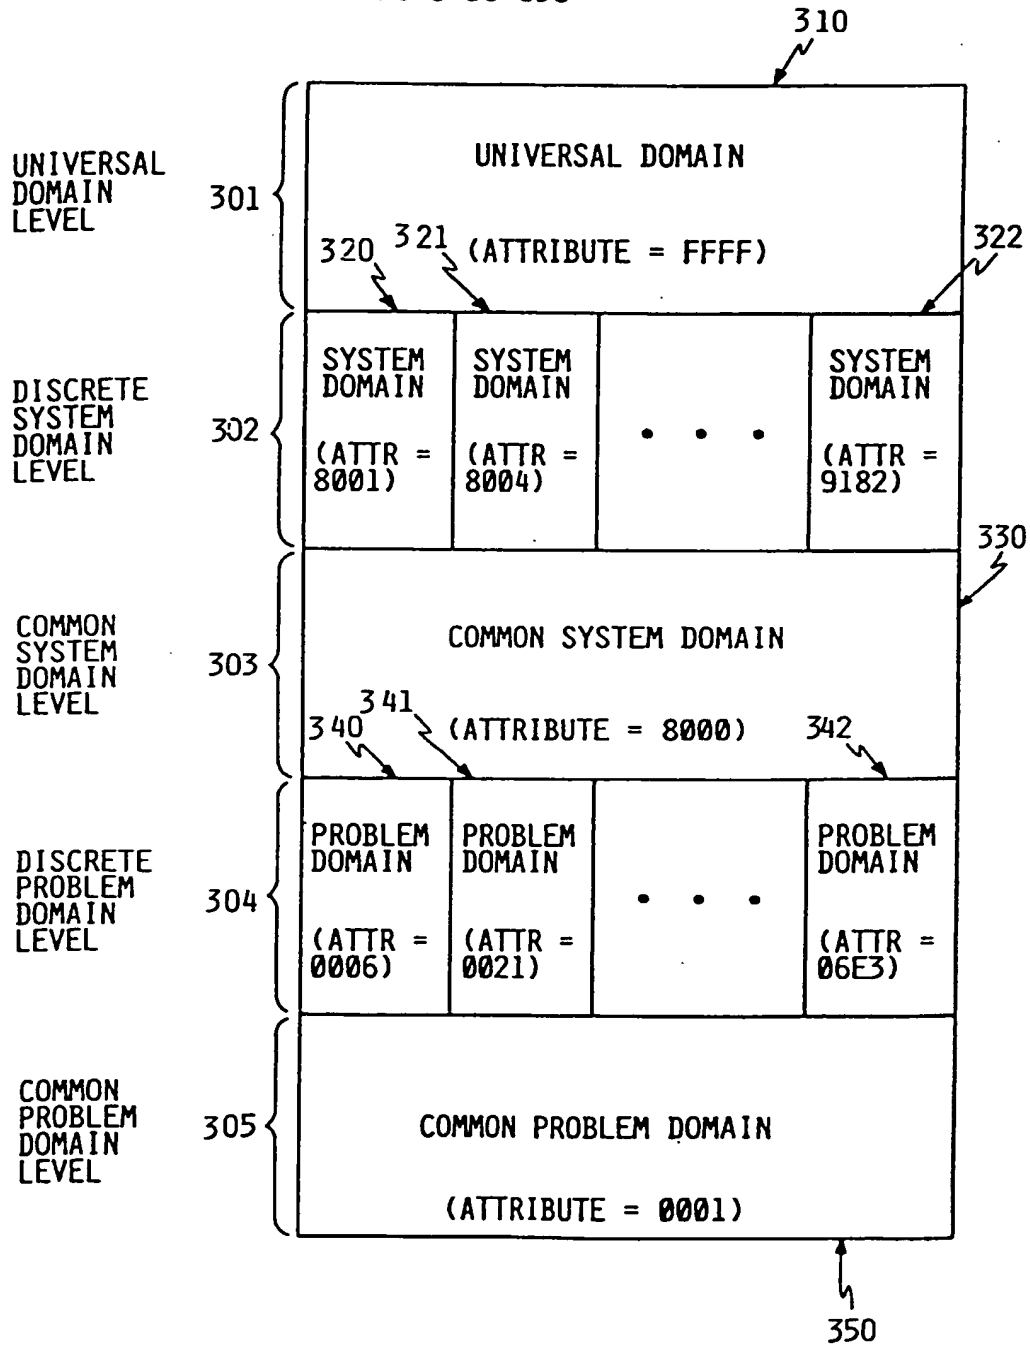 310
UNIVERSAL
DOMAIN
LEVEL
301
UNIVERSAL DOMAIN
(ATTRIBUTE = FFFF)
320
321
322
DISCRETE
SYSTEM
DOMAIN
LEVEL
302
SYSTEM
DOMAIN
(ATTR =
8001)
SYSTEM
DOMAIN
(ATTR =
8004)
• • •
SYSTEM
DOMAIN
(ATTR =
9182)
330
COMMON
SYSTEM
DOMAIN
LEVEL
303
COMMON SYSTEM DOMAIN
(ATTRIBUTE = 8000)
340
341
342
DISCRETE
PROBLEM
DOMAIN
LEVEL
304
PROBLEM
DOMAIN
(ATTR =
0006)
PROBLEM
DOMAIN
(ATTR =
0021)
• • •
PROBLEM
DOMAIN
(ATTR =
06E3)
COMMON
PROBLEM
DOMAIN
LEVEL
305
COMMON PROBLEM DOMAIN
(ATTRIBUTE = 0001)
350